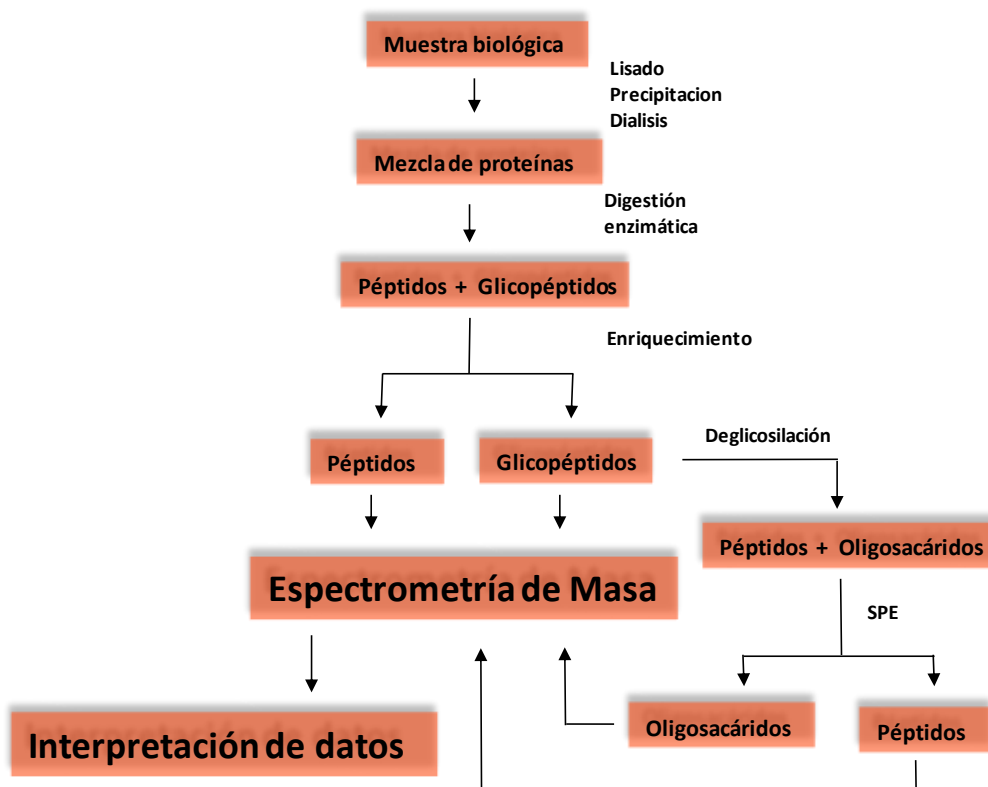 Muestra biológica
Lisado
Precipitacion
Dialisis
Mezcla de proteínas
Digestión
enzimática
Péptidos + Glicopéptidos
Enriquecimiento
Deglicosilación
Péptidos
Glicopéptidos
Péptidos + Oligosacáridos
Espectrometría de Masa
SPE
Oligosacáridos
Péptidos
Interpretación de datos